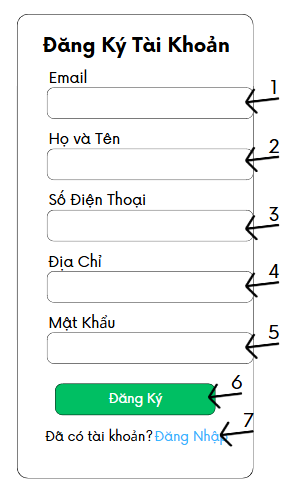 Đăng Ký Tài Khoản
Email
1
Họ và Tên
2
Số Điện Thoại
3
Địa Chỉ
4
Mật Khẩu
5
Đăng Ký
6
Đã có tài khoản? Đăng Nhập
7